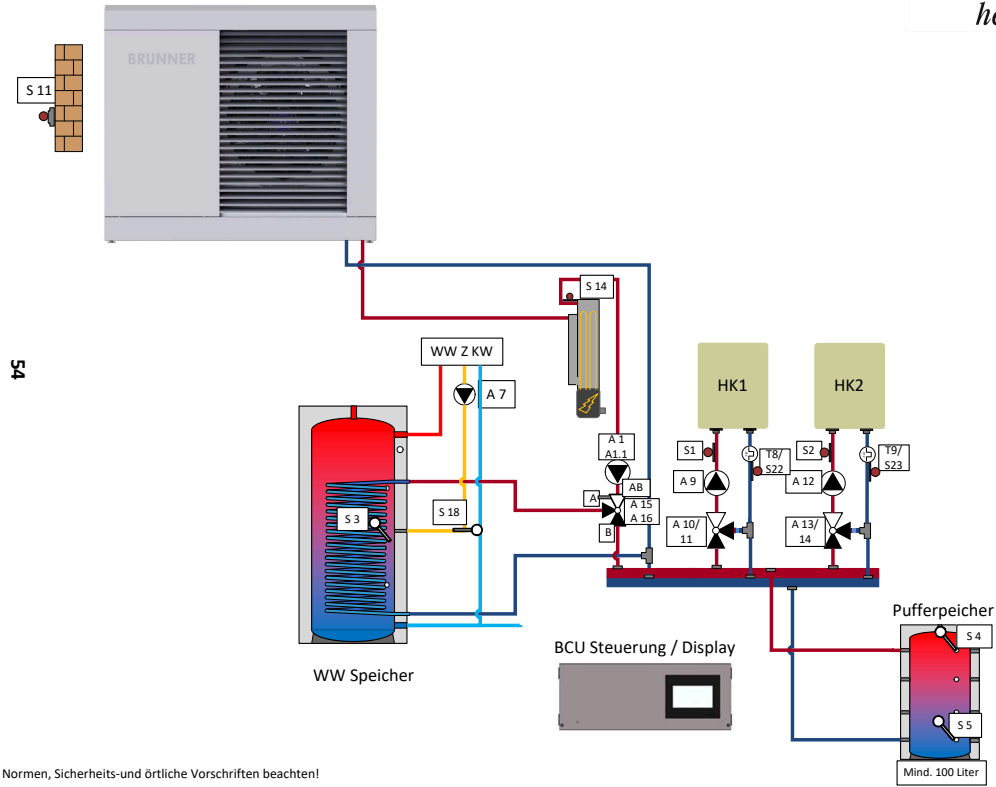 ho
BRUNNER
S 11
S 14
54
WW Z KW
A 7
HK1
HK2
A 1
A1.1
S1
T8/
S22
S2
T9/
S23
A 9
A 12
AB
A
A 15
A 16
B
S 3
S 18
A 10/
11
A 13/
14
Pufferpeicher
S 4
BCU Steuerung / Display
WW Speicher
S 5
Mind. 100 Liter
Normen, Sicherheits-und örtliche Vorschriften beachten!